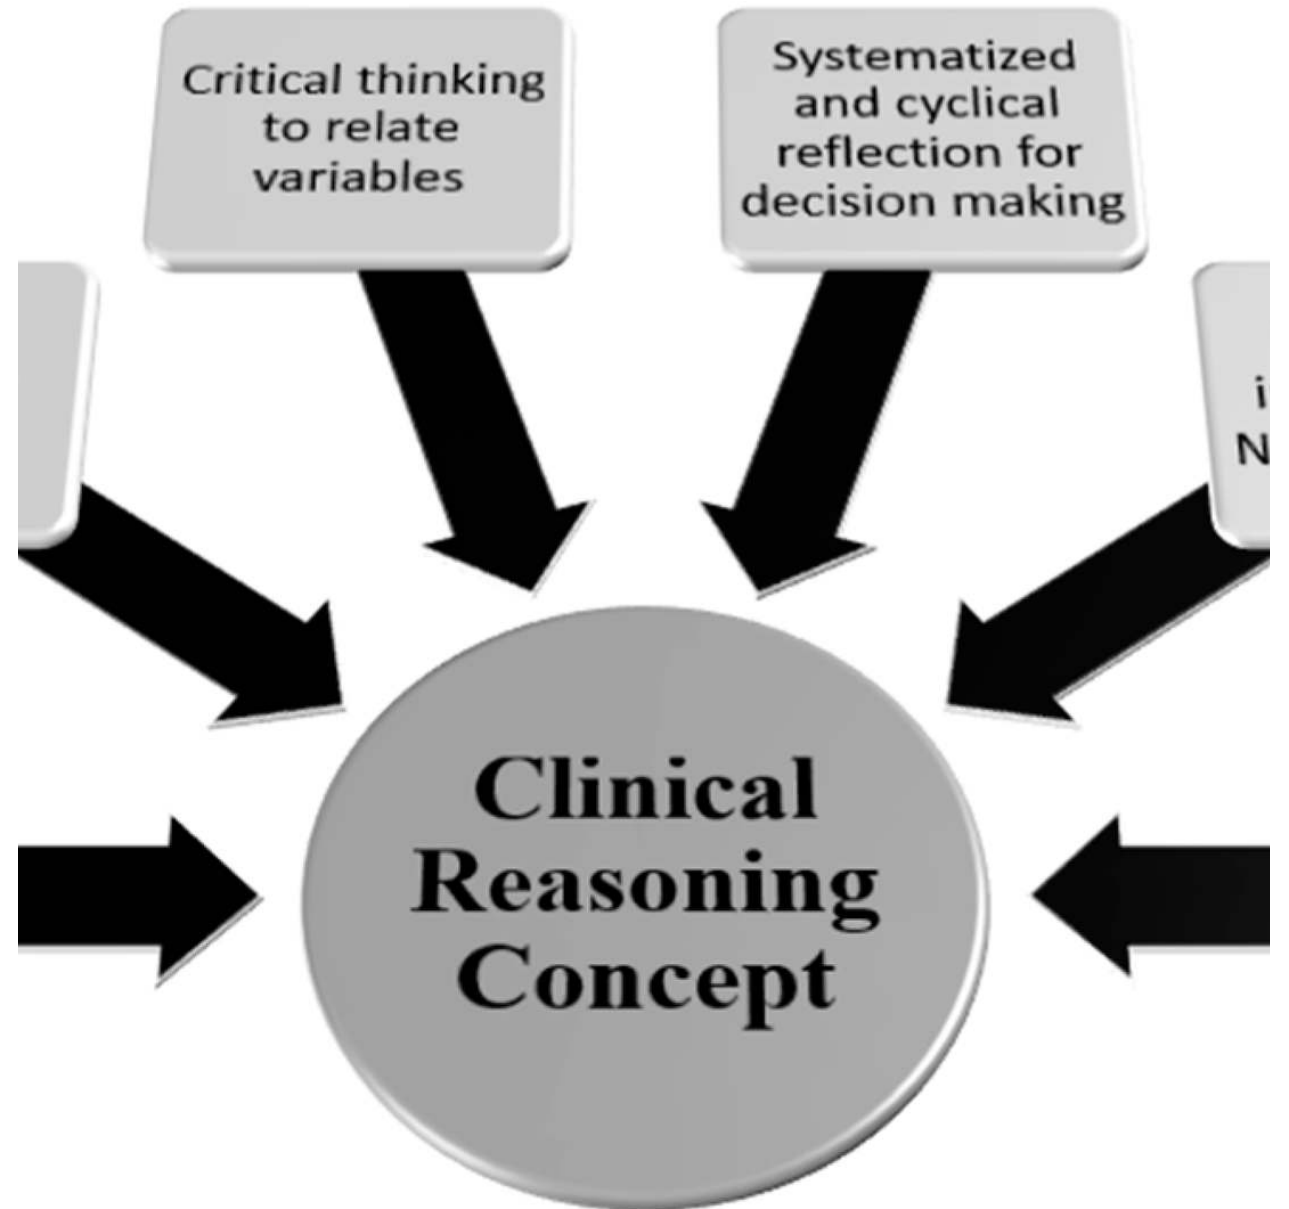 Critical thinking
to relate
variables
Systematized
and cyclical
reflection for
decision making
Clinical
Reasoning
Concept